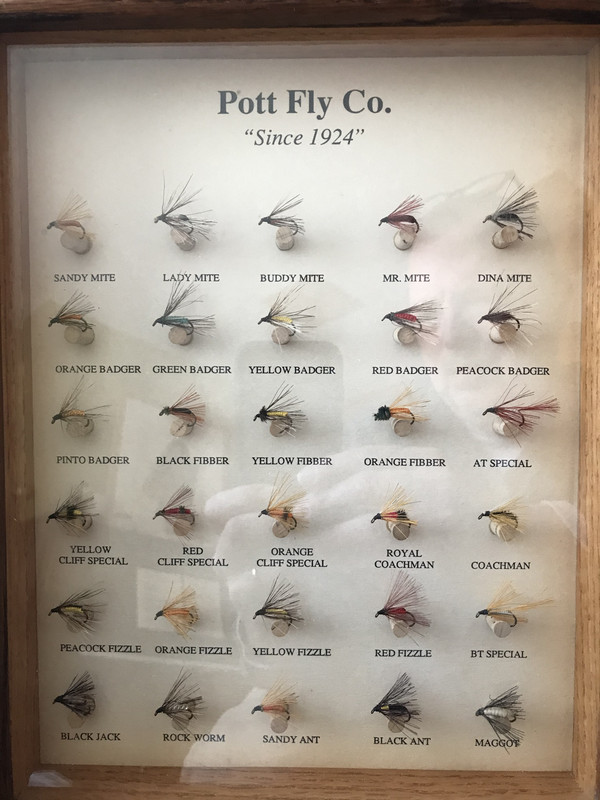 Pott Fly Co.
“Since 1924”
SANDY MITE
LADY MITE
BUDDY MITE
MR. MITE
DINA MITE
ORANGE BADGER
GREEN BADGER
YELLOW BADGER
RED BADGER
PEACOCK BADGER
PINTO BADGER
BLACK FIBBER
YELLOW FIBBER
ORANGE FIBBER
AT SPECIAL
YELLOW
CLIFF SPECIAL
RED
CLIFF SPECIAL
ORANGE
CLIFF SPECIAL
ROYAL
COACHMAN
COACHMAN
PEACOCK FIZZLE
ORANGE FIZZLE
YELLOW FIZZLE
RED FIZZLE
BT SPECIAL
BLACK JACK
ROCK WORM
SANDY ANT
BLACK ANT
MAGGOT